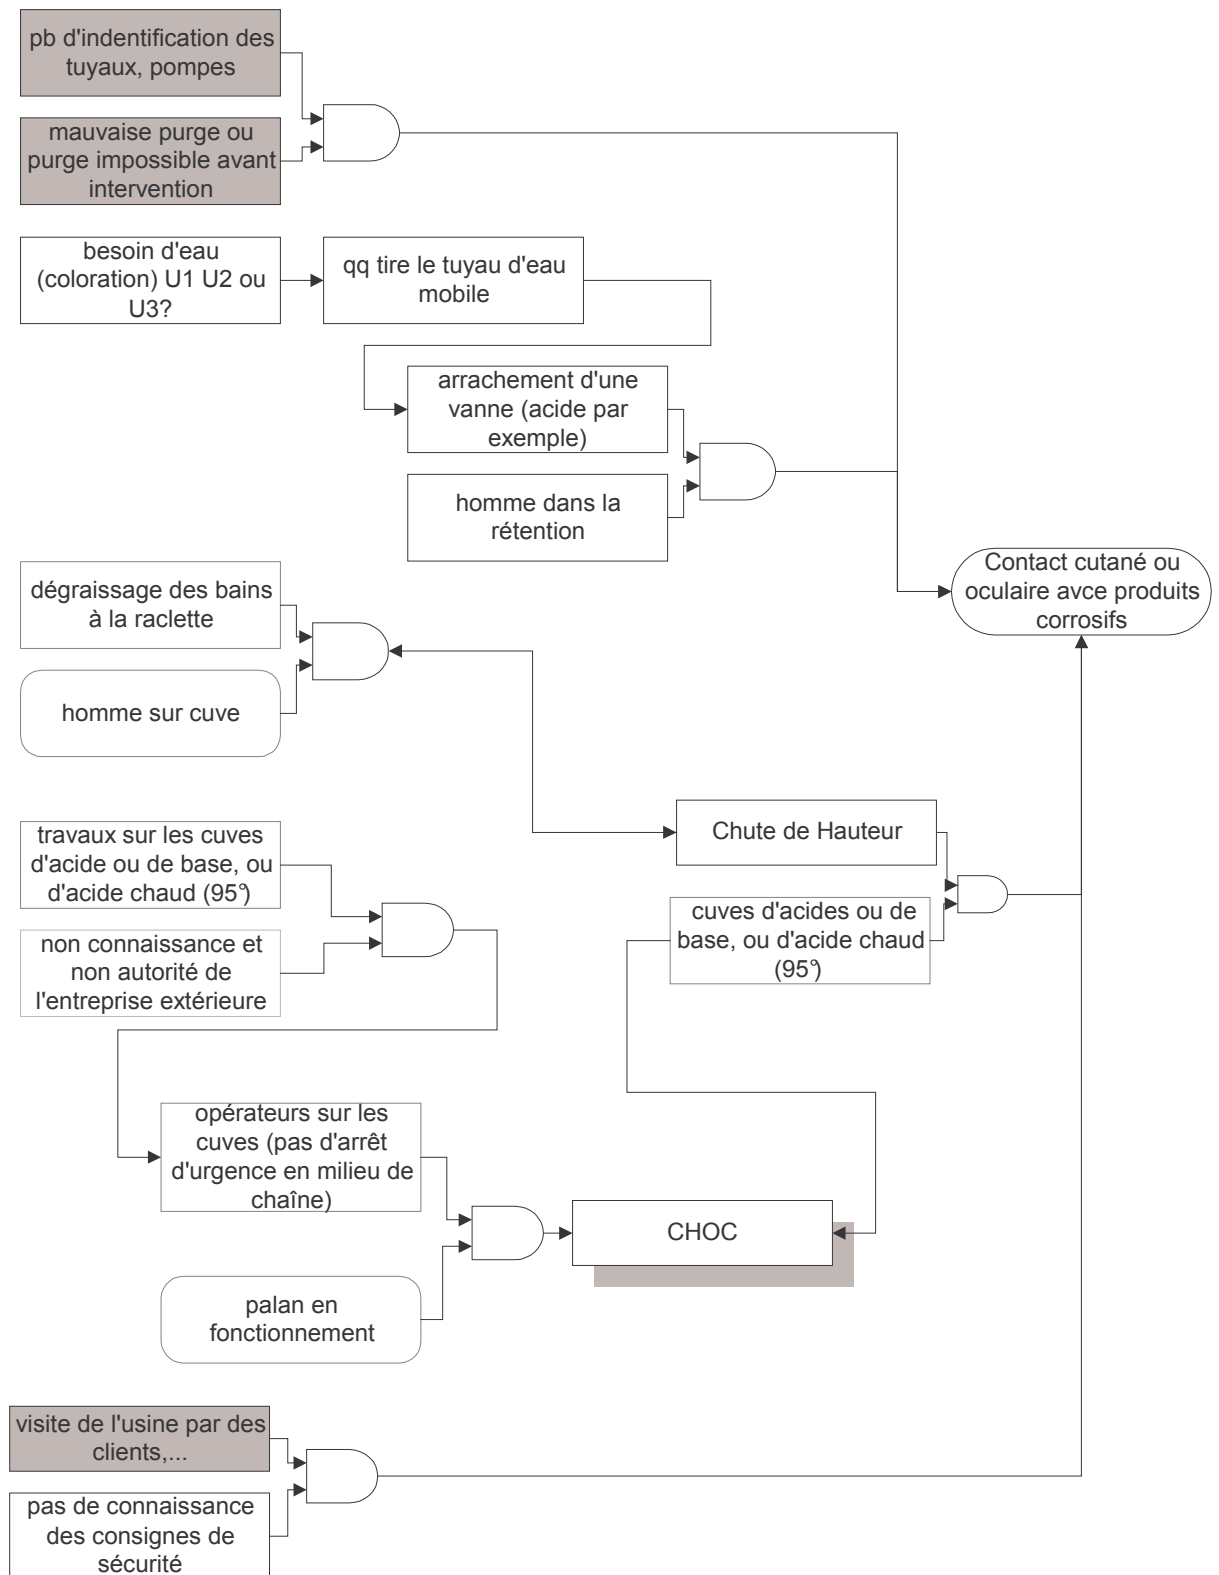 pb d'indentification des
tuyaux, pompes
mauvaise purge ou
purge impossible avant
intervention
besoin d'eau
(coloration) U1 U2 ou
U3?
qq tire le tuyau d'eau
mobile
arrachement d'une
vanne (acide par
exemple)
homme dans la
rétention
Contact cutané ou
oculaire avce produits
corrosifs
dégraissage des bains
à la raclette
homme sur cuve
Chute de Hauteur
travaux sur les cuves
d'acide ou de base, ou
d'acide chaud (95°)
cuves d'acides ou de
base, ou d'acide chaud
(95°)
non connaissance et
non autorité de
l'entreprise extérieure
opérateurs sur les
cuves (pas d'arrêt
d'urgence en milieu de
chaîne)
CHOC
palan en
fonctionnement
visite de l'usine par des
clients,...
pas de connaissance
des consignes de
sécurité